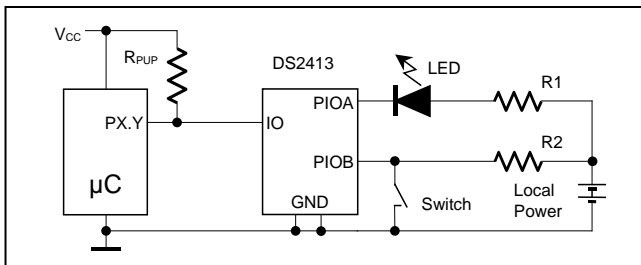 VCC
RPUP
DS2413
LED
R1
PIOA
PX.Y
IO
R2
PIOB
µC
GND
Switch
Local
Power